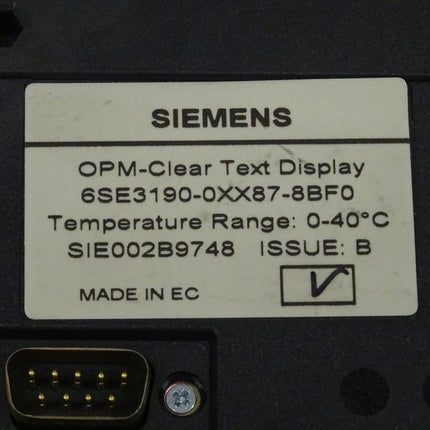 SIEMENS
OPM-Clear Text Display
6SE3190-0XX87-8BF0
Temperature Range: 0-40°C
SIE002B9748 ISSUE: B
MADE IN EC